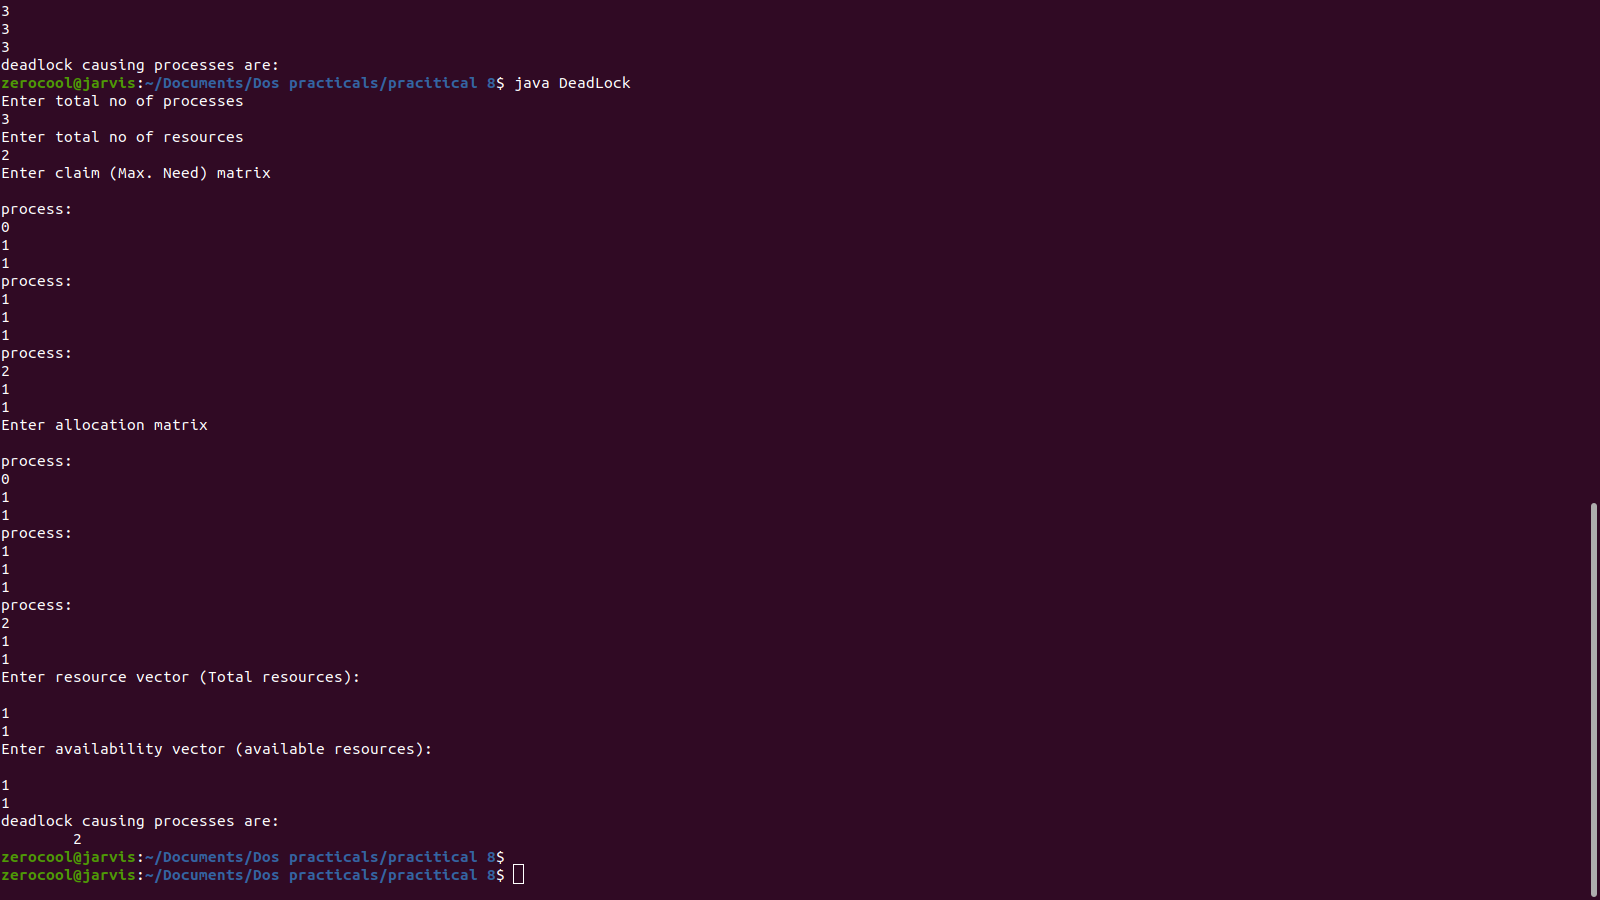 3
3
3
deadlock causing processes are:
zerocool@jarvis:~/Documents/Dos practicals/pracitical 8$ java DeadLock
Enter total no of processes
3
Enter total no of resources
2
Enter claim (Max. Need) matrix
process:
0
1
1
process:
1
1
1
process:
2
1
1
Enter allocation matrix
process:
0
1
1
process:
1
1
1
process:
2
1
1
Enter resource vector (Total resources):
1
1
Enter availability vector (available resources):
1
1
deadlock causing processes are:
2
zerocool@jarvis:~/Documents/Dos practicals/pracitical 8$
zerocool@jarvis:~/Documents/Dos practicals/pracitical 8$